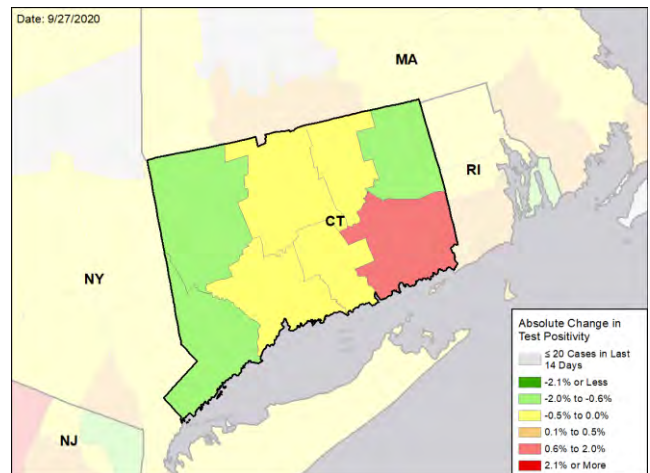 Date: 9/27/2020
MA
RI
CT
NY
NJ
Absolute Change in
Test Positivity
≤ 20 Cases in Last
14 Days
-2.1% or Less
-2.0% to -0.6%
-0.5% to 0.0%
0.1% to 0.5%
0.6% to 2.0%
2.1% or More